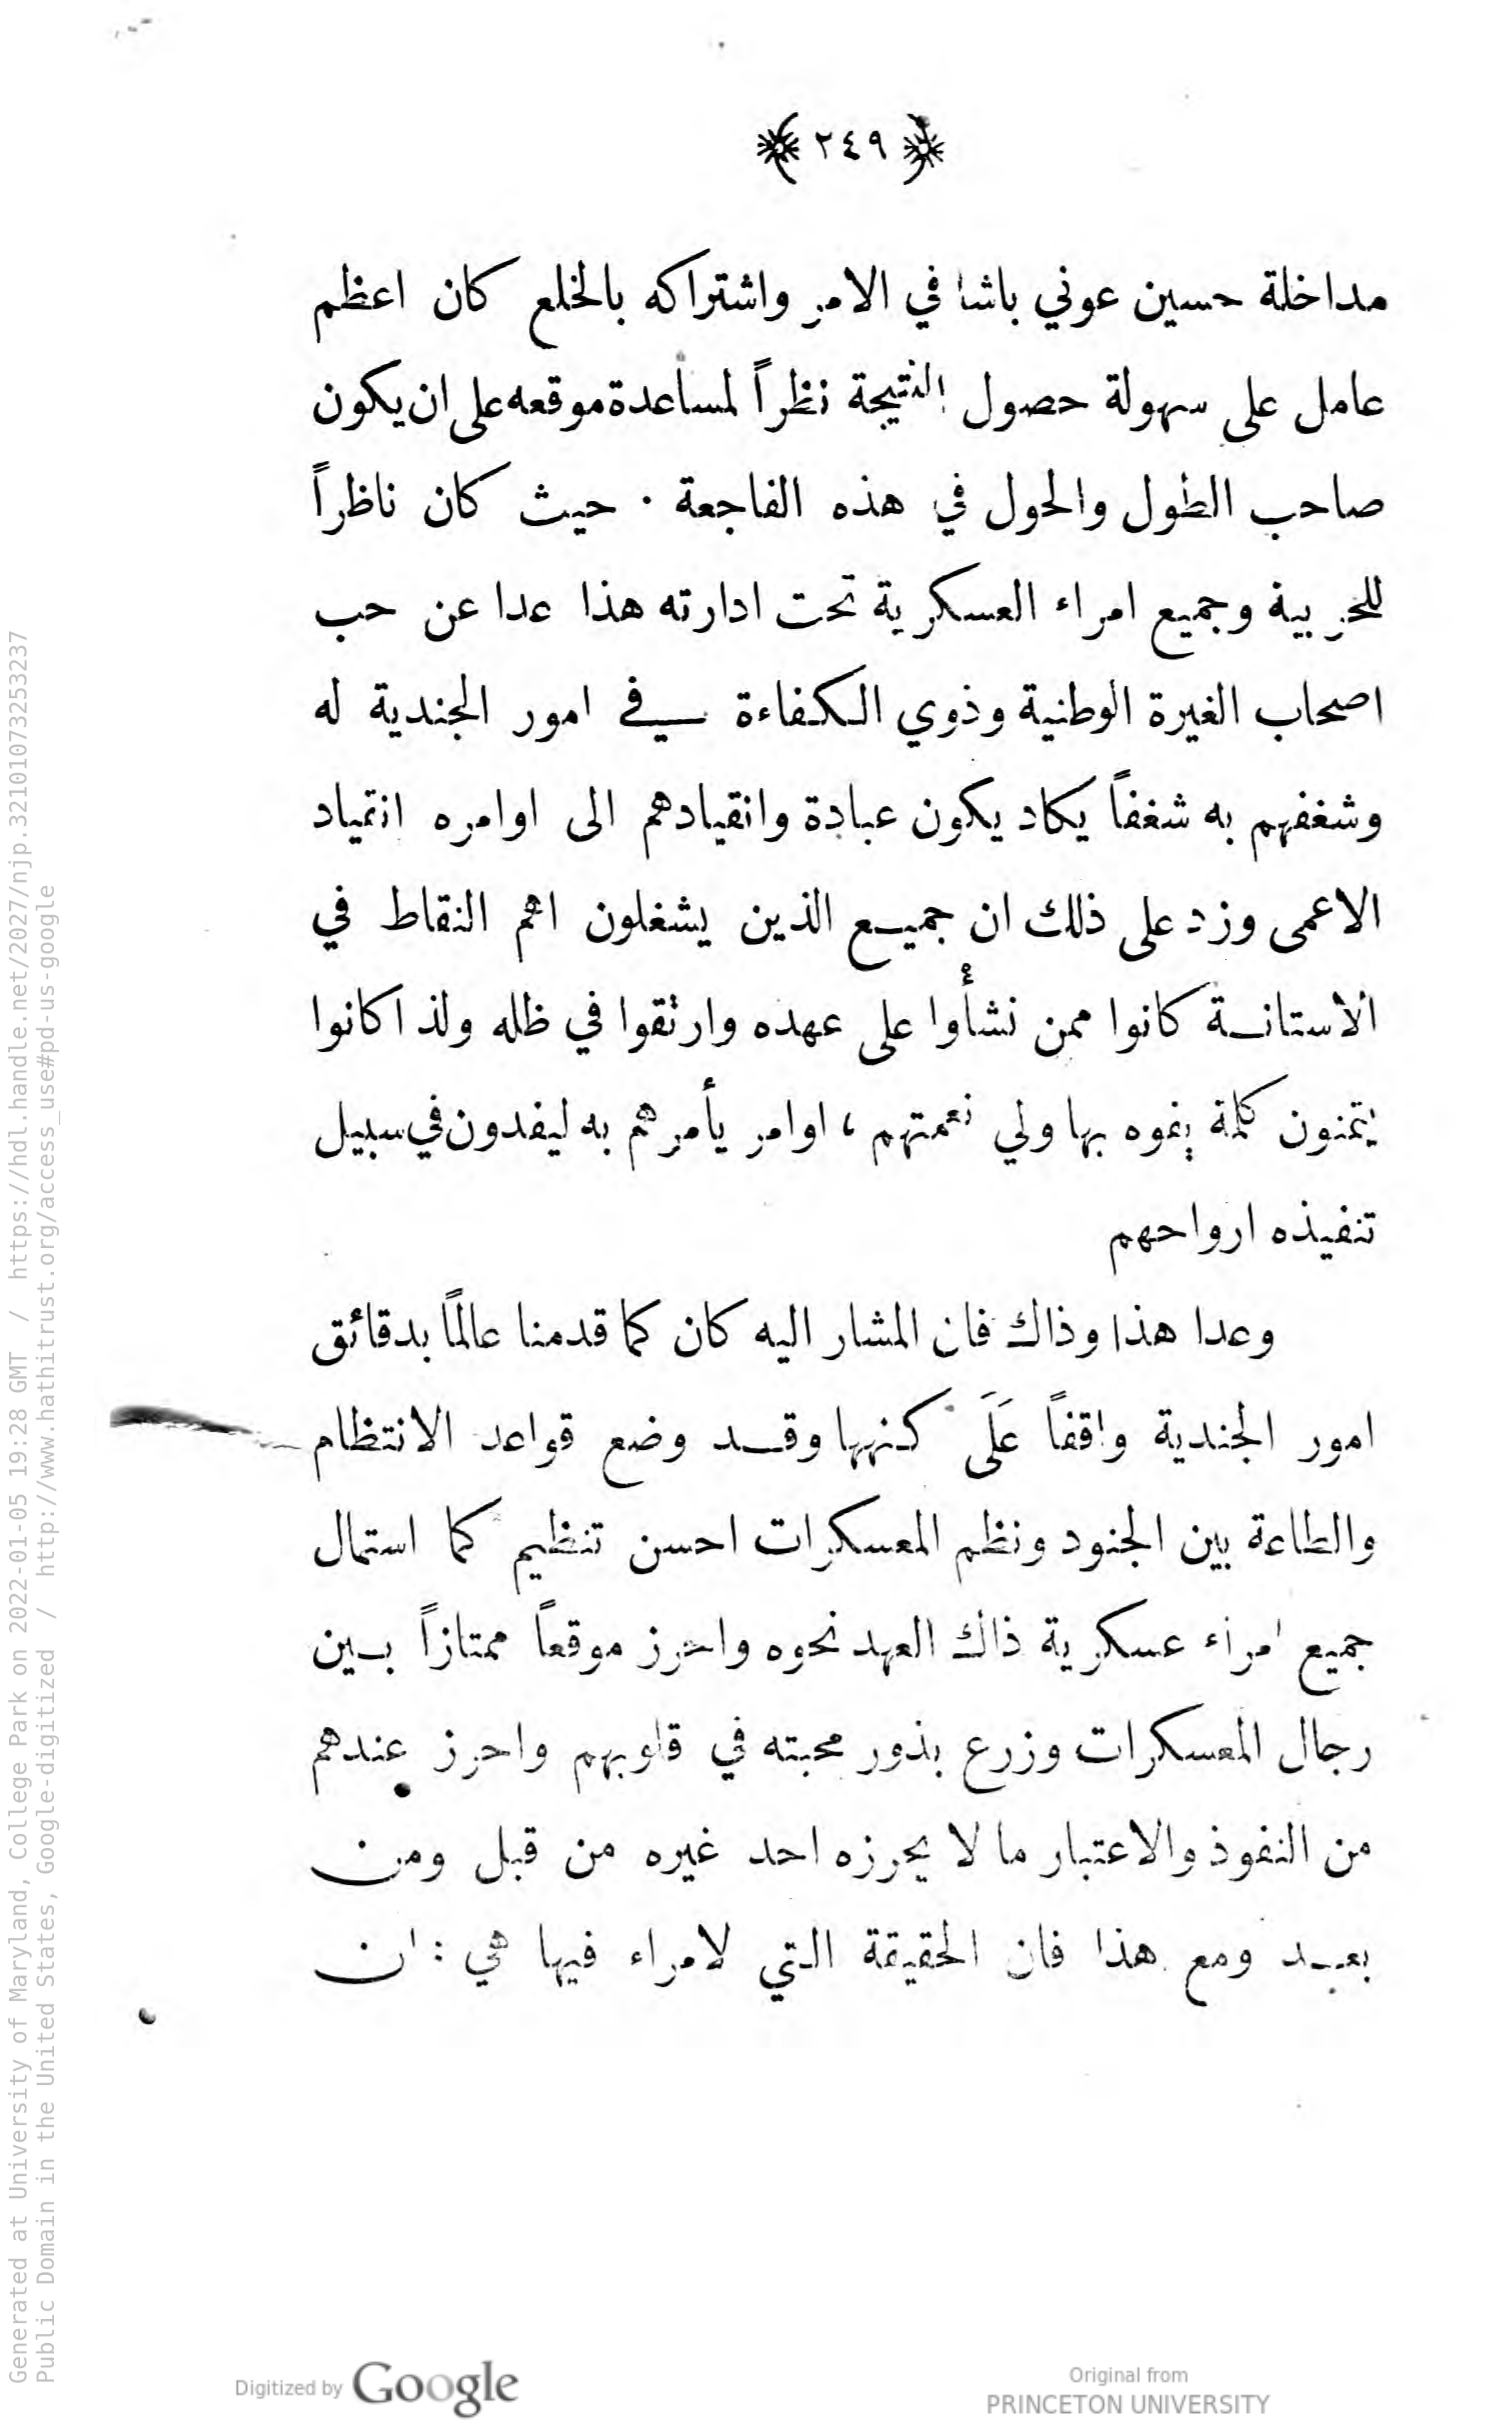 ٢٤٩
مداخلة حسين عوني باشا في الامر واشتراكه بالخلع كان اعظم
عامل على سهولة حصول النتيجة نظراً لمساعدة موقعه على ان يكون
صاحب الطول والحول في هذه الفاجعة . حيث كان ناظراً
للحربية وجميع امراء العسكرية تحت ادارته هذا عدا عن حب
اصحاب الغيرة الوطنية وذوي الكفاءة في امور الجندية له
وشغفهم به شغفاً يكاد يكون عبادة وانقيادهم الى اوامره انقياد
الاعمى وزد على ذلك ان جميع الذين يشغلون اهم النقاط في
الاستانة كانوا ممن نشأوا على عهده وارتقوا في ظله ولذا كانوا
يتمنون كلمة يفوه بها ولي نعمتهم ، اوامر يأمرهم به ليفدون في سبيل
تنفيذه ارواحهم
وعدا هذا وذاك فان المشار اليه كان كما قدمنا عالماً بدقائق
امور الجندية واقفاً عَلَى كنهها وقد وضع قواعد الانتظام
والطاعة بين الجنود ونظم المعسكرات احسن تنظيم كما استمال
جميع امراء عسكرية ذاك العهد نحوه واحرز موقعاً ممتازاً بين
رجال المعسكرات وزرع بذور محبته في قلوبهم واحرز عندهم
من النفوذ والاعتبار ما لا يحرزه احد غيره من قبل ومن
بعد ومع هذا فان الحقيقة التي لامراء فيها هي : ان
Generated at University of Maryland, College Park on 2022-01-05 19:28 GMT / https://hdl.handle.net/2027/njp.32101073253237
Public Domain in the United States, Google-digitized / http://www.hathitrust.org/access_use#pd-us-google
Digitized by Google
Original from
PRINCETON UNIVERSITY